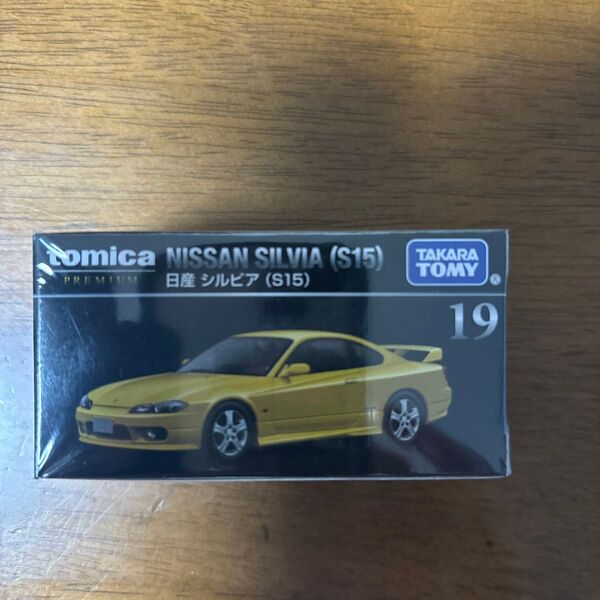 tomica NISSAN SILVIA (S15)
PREMIUM 日産 シルビア (S15)
TAKARA
TOMY
®
19